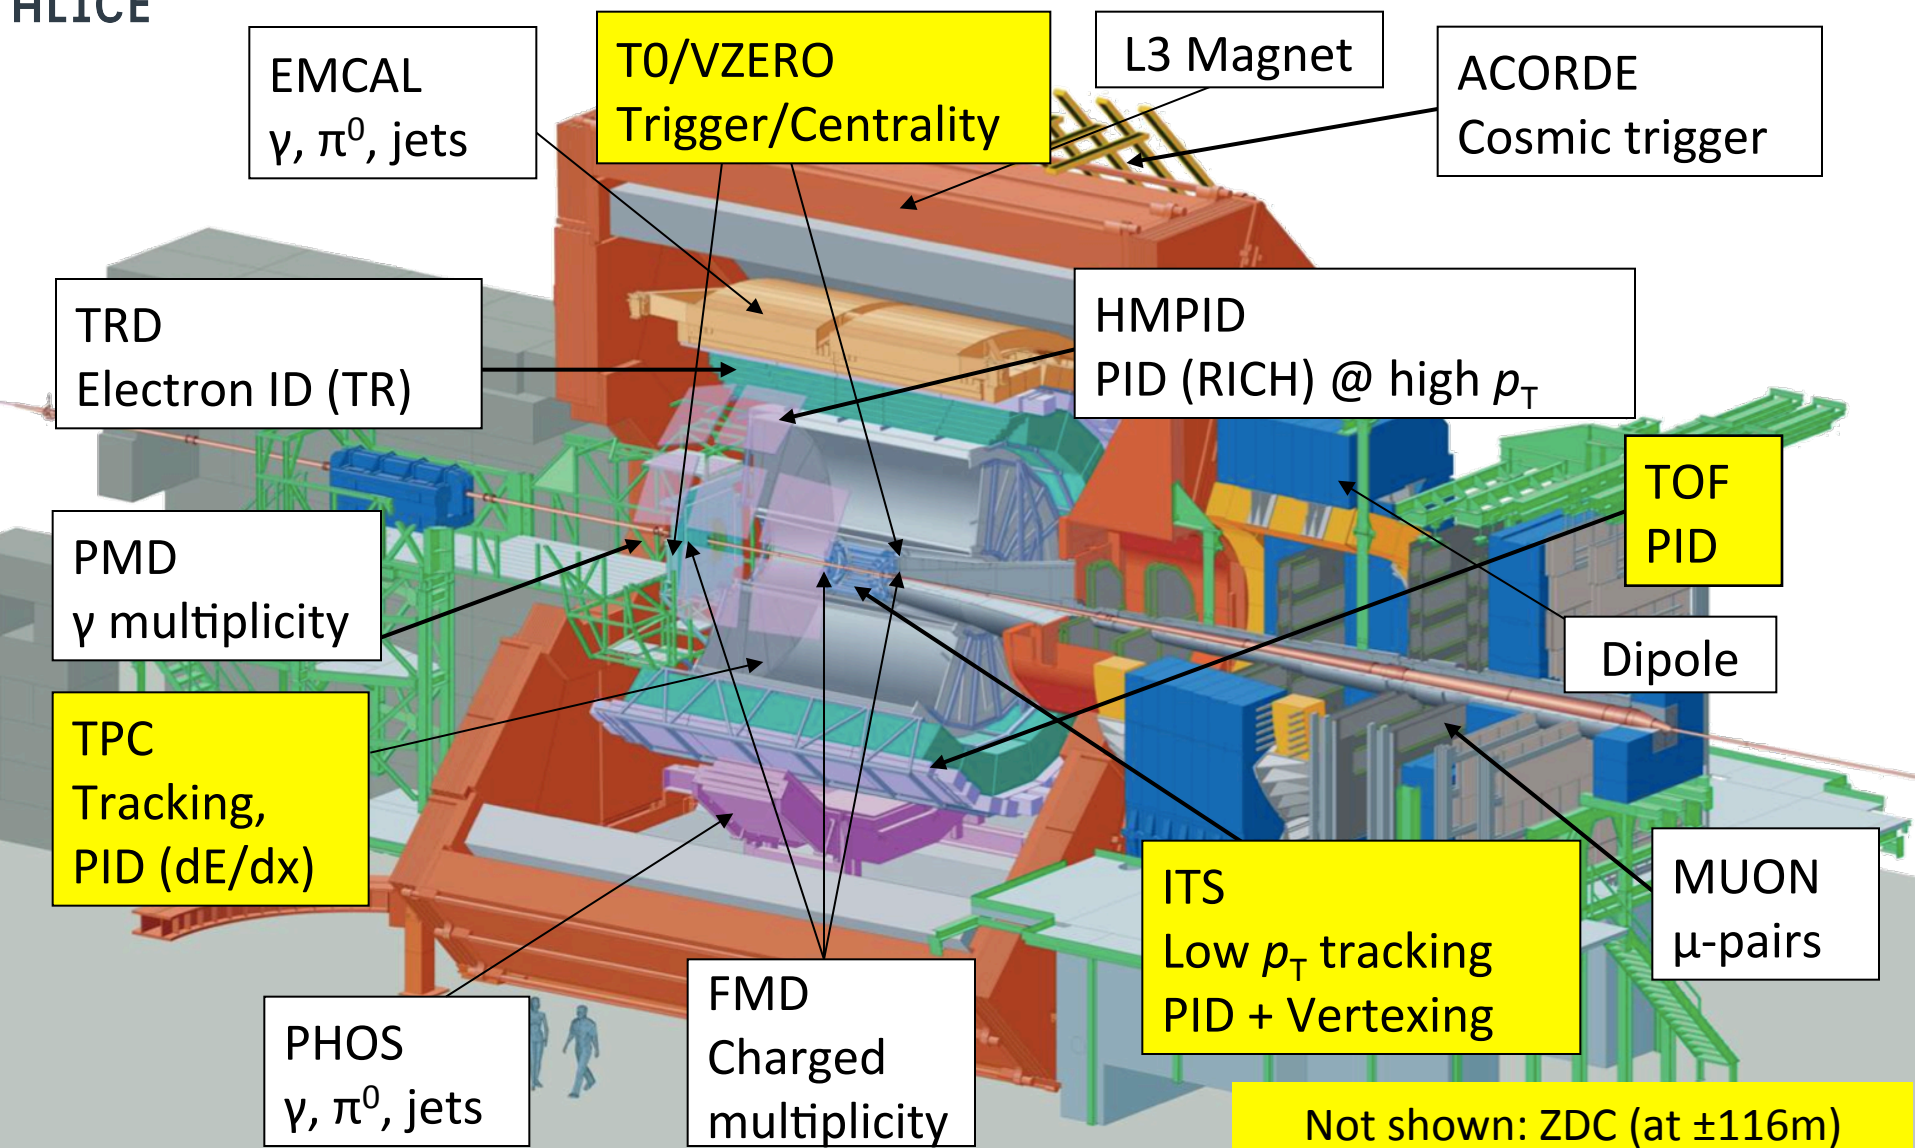 ALICE
EMCAL
γ, π⁰, jets
T0/VZERO
Trigger/Centrality
L3 Magnet
ACORDE
Cosmic trigger
TRD
Electron ID (TR)
HMPID
PID (RICH) @ high pT
TOF
PID
PMD
γ multiplicity
Dipole
TPC
Tracking,
PID (dE/dx)
ITS
Low pT tracking
PID + Vertexing
MUON
μ-pairs
PHOS
γ, π⁰, jets
FMD
Charged
multiplicity
Not shown: ZDC (at ±116m)